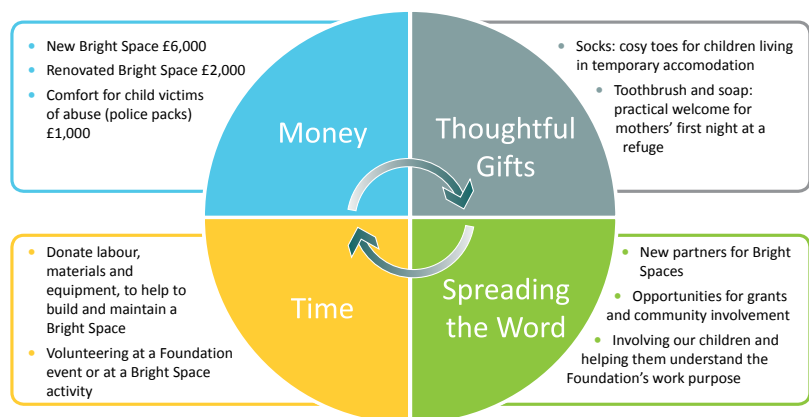 New Bright Space £6,000
Renovated Bright Space £2,000
Comfort for child victims
of abuse (police packs)
£1,000
Money
Thoughtful
Gifts
Socks: cosy toes for children living
in temporary accomodation
Toothbrush and soap:
practical welcome for
mothers’ first night at a
refuge
Donate labour,
materials and
equipment, to help to
build and maintain a
Bright Space
Volunteering at a Foundation
event or at a Bright Space
activity
Time
Spreading
the Word
New partners for Bright
Spaces
Opportunities for grants
and community involvement
Involving our children and
helping them understand the
Foundation’s work purpose